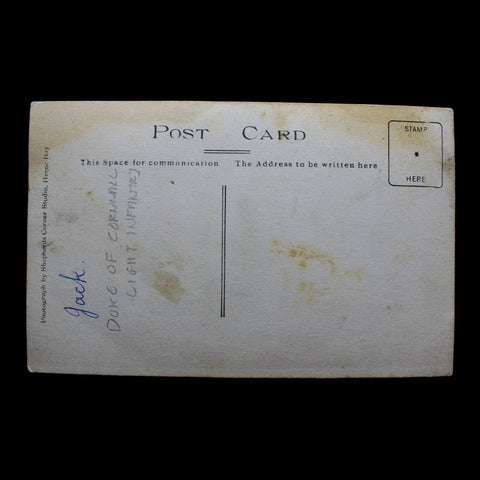 POST CARD
This Space for communication
The Address to be written here
STAMP
HERE
Photograph by Shepherds Corner Studio, Herne Bay
Jack.
DUKE OF CORNWALL
LIGHT INFANTRY